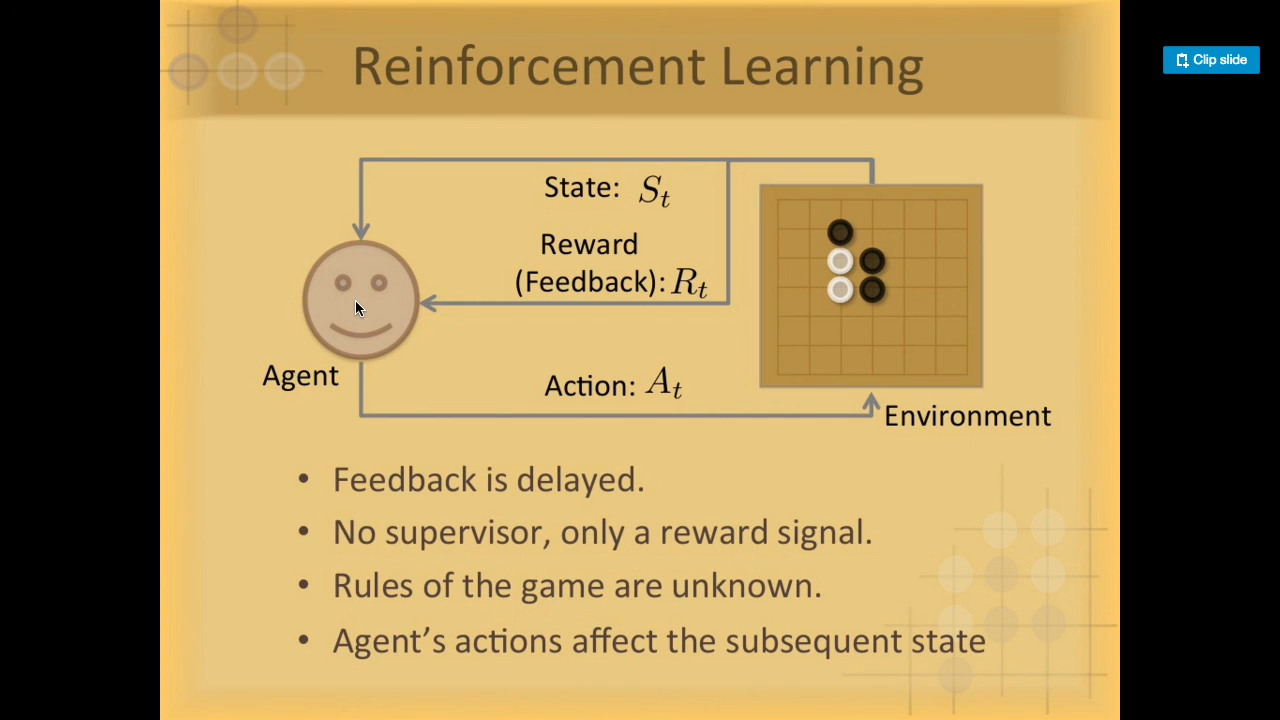 Reinforcement Learning
Clip slide
State: S_t
Reward
(Feedback): R_t
Agent
Action: A_t
Environment
• Feedback is delayed.
• No supervisor, only a reward signal.
• Rules of the game are unknown.
• Agent’s actions affect the subsequent state